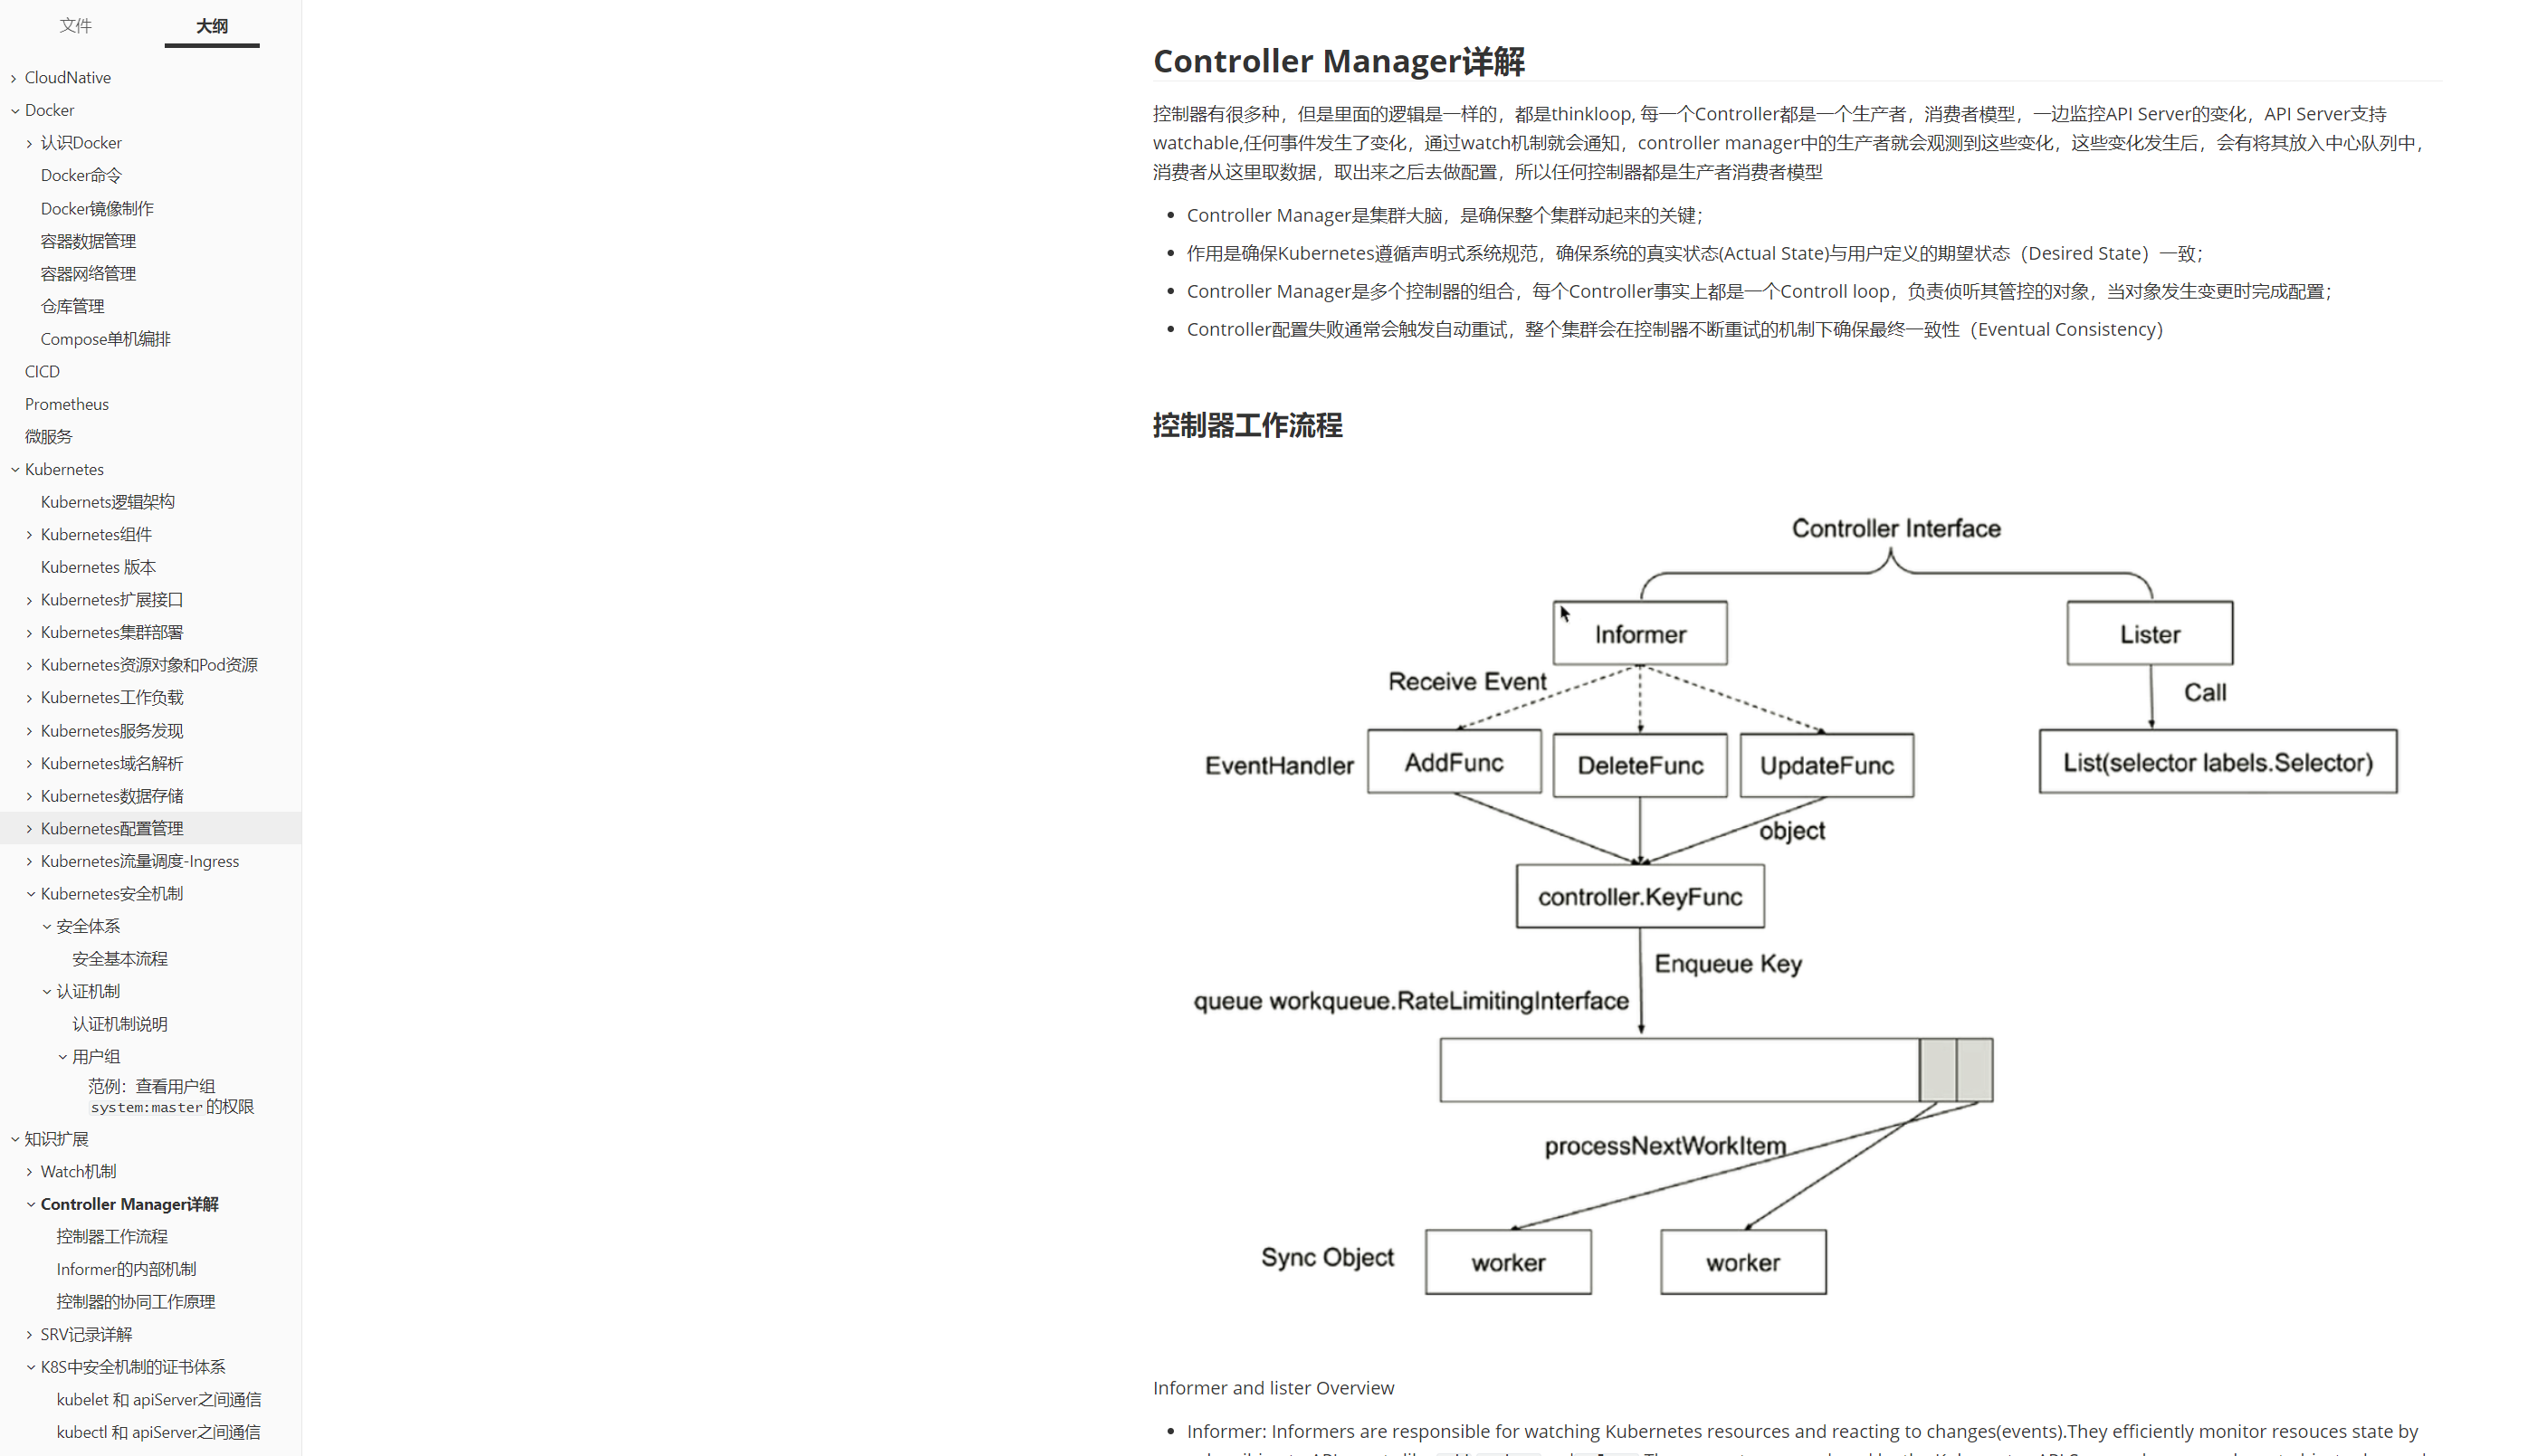 文件
大纲
CloudNative
Docker
认识Docker
Docker命令
Docker镜像制作
容器数据管理
容器网络管理
仓库管理
Compose单机编排
CICD
Prometheus
微服务
Kubernetes
Kubernets逻辑架构
Kubernetes组件
Kubernetes 版本
Kubernetes扩展接口
Kubernetes集群部署
Kubernetes资源对象和Pod资源
Kubernetes工作负载
Kubernetes服务发现
Kubernetes域名解析
Kubernetes数据存储
Kubernetes配置管理
Kubernetes流量调度-Ingress
Kubernetes安全机制
安全体系
安全基本流程
认证机制
认证机制说明
用户组
范例：查看用户组
system:master的权限
知识扩展
Watch机制
Controller Manager详解
控制器工作流程
Informer的内部机制
控制器的协同工作原理
SRV记录详解
K8S中安全机制的证书体系
kubelet 和 apiServer之间通信
kubectl 和 apiServer之间通信
Controller Manager详解
控制器有很多种，但是里面的逻辑是一样的，都是thinkloop, 每一个Controller都是一个生产者，消费者模型，一边监控API Server的变化，API Server支持
watchable,任何事件发生了变化，通过watch机制就会通知，controller manager中的生产者就会观测到这些变化，这些变化发生后，会有将其放入中心队列中，
消费者从这里取数据，取出来之后去做配置，所以任何控制器都是生产者消费者模型
Controller Manager是集群大脑，是确保整个集群动起来的关键；
作用是确保Kubernetes遵循声明式系统规范，确保系统的真实状态(Actual State)与用户定义的期望状态（Desired State）一致；
Controller Manager是多个控制器的组合，每个Controller事实上都是一个Controll loop，负责侦听其管控的对象，当对象发生变更时完成配置；
Controller配置失败通常会触发自动重试，整个集群会在控制器不断重试的机制下确保最终一致性（Eventual Consistency）
控制器工作流程
Controller Interface
Informer
Lister
Receive Event
Call
EventHandler
AddFunc
DeleteFunc
UpdateFunc
List(selector labels.Selector)
object
controller.KeyFunc
Enqueue Key
queue workqueue.RateLimitingInterface
processNextWorkItem
Sync Object
worker
worker
Informer and lister Overview
Informer: Informers are responsible for watching Kubernetes resources and reacting to changes(events).They efficiently monitor resouces state by